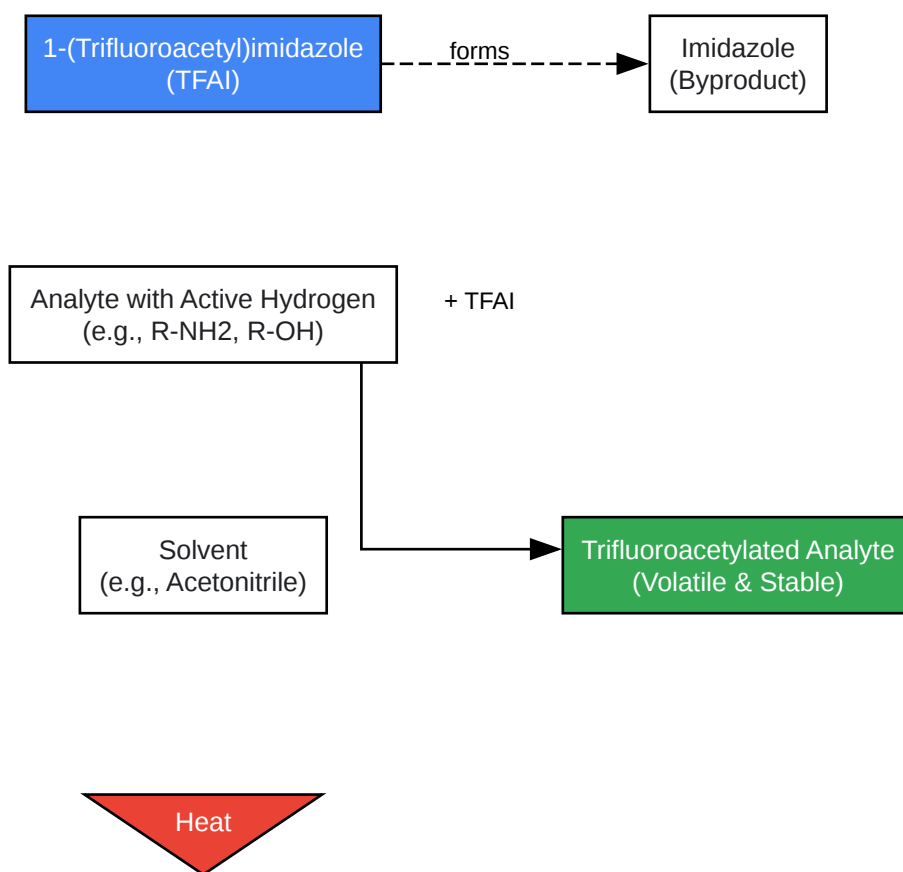 1-(Trifluoroacetyl)imidazole
(TFAI)
forms
Imidazole
(Byproduct)
Analyte with Active Hydrogen
(e.g., R-NH2, R-OH)
+ TFAI
Solvent
(e.g., Acetonitrile)
Trifluoroacetylated Analyte
(Volatile & Stable)
Heat